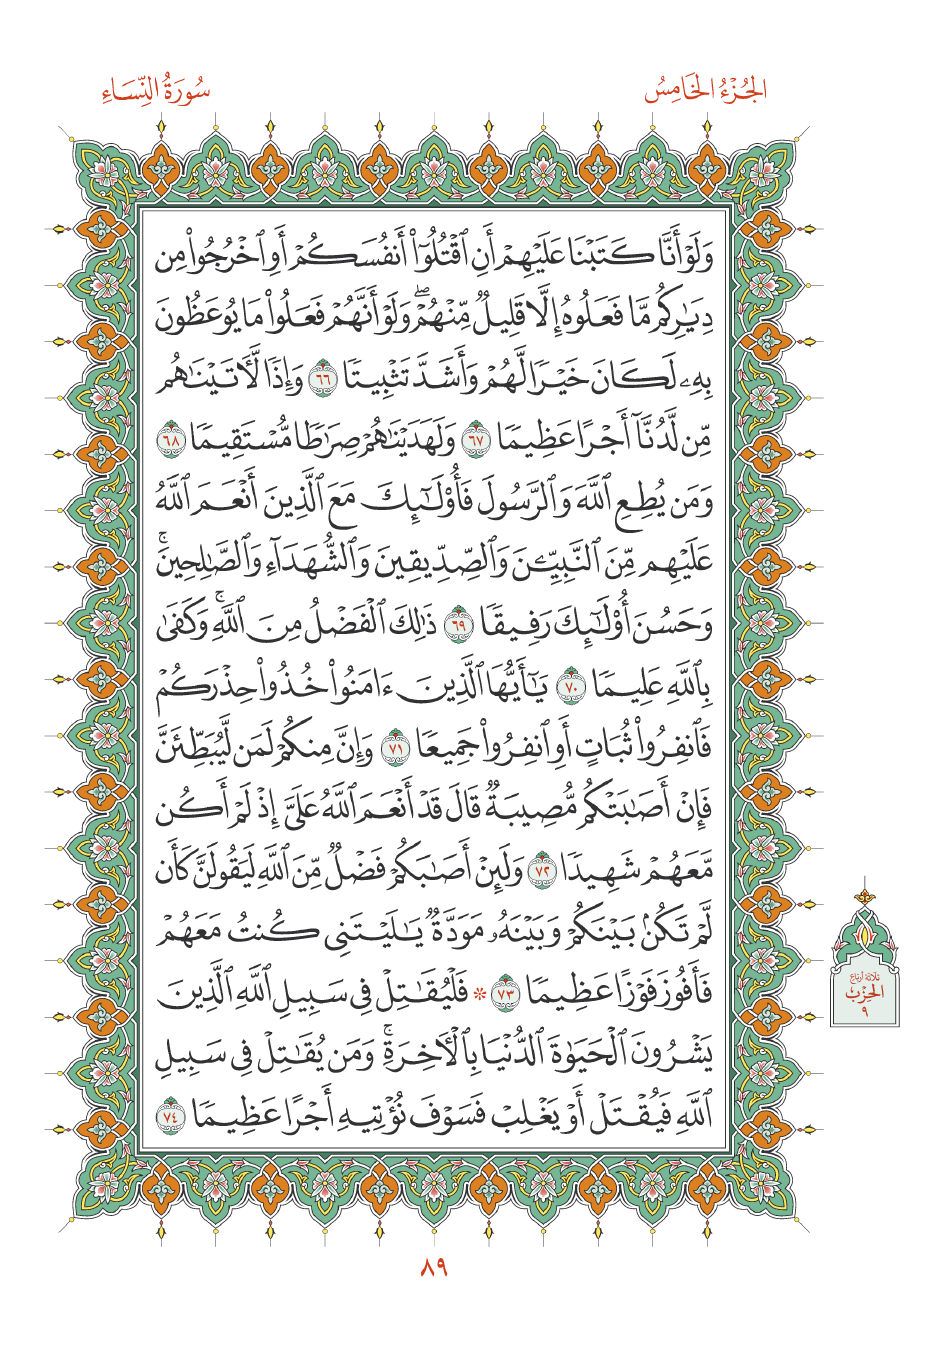 الجُزْءُ الخَامِسُ
سُورَةُ النِّسَاءِ
وَلَوْ أَنَّا كَتَبْنَا عَلَيْهِمْ أَنِ ٱقْتُلُوٓا۟ أَنفُسَكُمْ أَوِ ٱخْرُجُوا۟ مِن
دِيَٰرِكُم مَّا فَعَلُوهُ إِلَّا قَلِيلٌ مِّنْهُمْ ۖ وَلَوْ أَنَّهُمْ فَعَلُوا۟ مَا يُوعَظُونَ
بِهِۦ لَكَانَ خَيْرًا لَّهُمْ وَأَشَدَّ تَثْبِيتًا ٦٦ وَإِذًا لَّـَٔاتَيْنَٰهُم
مِّن لَّدُنَّآ أَجْرًا عَظِيمًا ٦٧ وَلَهَدَيْنَٰهُمْ صِرَٰطًا مُّسْتَقِيمًا ٦٨
وَمَن يُطِعِ ٱللَّهَ وَٱلرَّسُولَ فَأُو۟لَٰٓئِكَ مَعَ ٱلَّذِينَ أَنْعَمَ ٱللَّهُ
عَلَيْهِم مِّنَ ٱلنَّبِيِّـۧنَ وَٱلصِّدِّيقِينَ وَٱلشُّهَدَآءِ وَٱلصَّٰلِحِينَ ۚ
وَحَسُنَ أُو۟لَٰٓئِكَ رَفِيقًا ٦٩ ذَٰلِكَ ٱلْفَضْلُ مِنَ ٱللَّهِ ۚ وَكَفَىٰ
بِٱللَّهِ عَلِيمًا ٧٠ يَٰٓأَيُّهَا ٱلَّذِينَ ءَامَنُوا۟ خُذُوا۟ حِذْرَكُمْ
فَٱنفِرُوا۟ ثُبَاتٍ أَوِ ٱنفِرُوا۟ جَمِيعًا ٧١ وَإِنَّ مِنكُمْ لَمَن لَّيُبَطِّئَنَّ
فَإِنْ أَصَٰبَتْكُم مُّصِيبَةٌ قَالَ قَدْ أَنْعَمَ ٱللَّهُ عَلَىَّ إِذْ لَمْ أَكُن
مَّعَهُمْ شَهِيدًا ٧٢ وَلَئِنْ أَصَٰبَكُمْ فَضْلٌ مِّنَ ٱللَّهِ لَيَقُولَنَّ كَأَن
لَّمْ تَكُنۢ بَيْنَكُمْ وَبَيْنَهُۥ مَوَدَّةٌ يَٰلَيْتَنِى كُنتُ مَعَهُمْ
فَأَفُوزَ فَوْزًا عَظِيمًا ٧٣ ۞ فَلْيُقَٰتِلْ فِى سَبِيلِ ٱللَّهِ ٱلَّذِينَ
يَشْرُونَ ٱلْحَيَوٰةَ ٱلدُّنْيَا بِٱلْـَٔاخِرَةِ ۚ وَمَن يُقَٰتِلْ فِى سَبِيلِ
ٱللَّهِ فَيُقْتَلْ أَوْ يَغْلِبْ فَسَوْفَ نُؤْتِيهِ أَجْرًا عَظِيمًا ٧٤
ثلاثة أرباع
الحِزْب
٩
٨٩